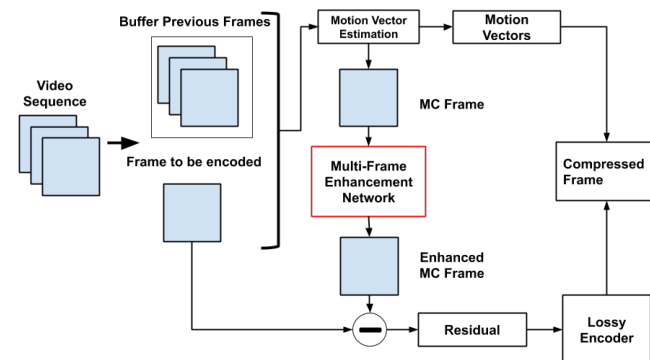 Buffer Previous Frames
Motion Vector
Estimation
Motion
Vectors
Video
Sequence
MC Frame
Frame to be encoded
Multi-Frame
Enhancement
Network
Compressed
Frame
Enhanced
MC Frame
Residual
Lossy
Encoder